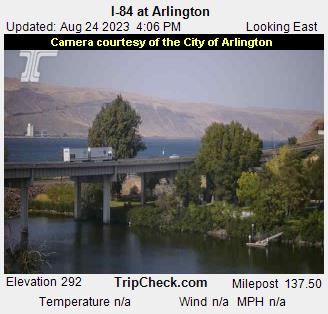 I-84 at Arlington
Updated: Aug 24 2023 4:06 PM Looking East
Camera courtesy of the City of Arlington
Elevation 292 TripCheck.com Milepost 137.50
Temperature n/a Wind n/a MPH n/a